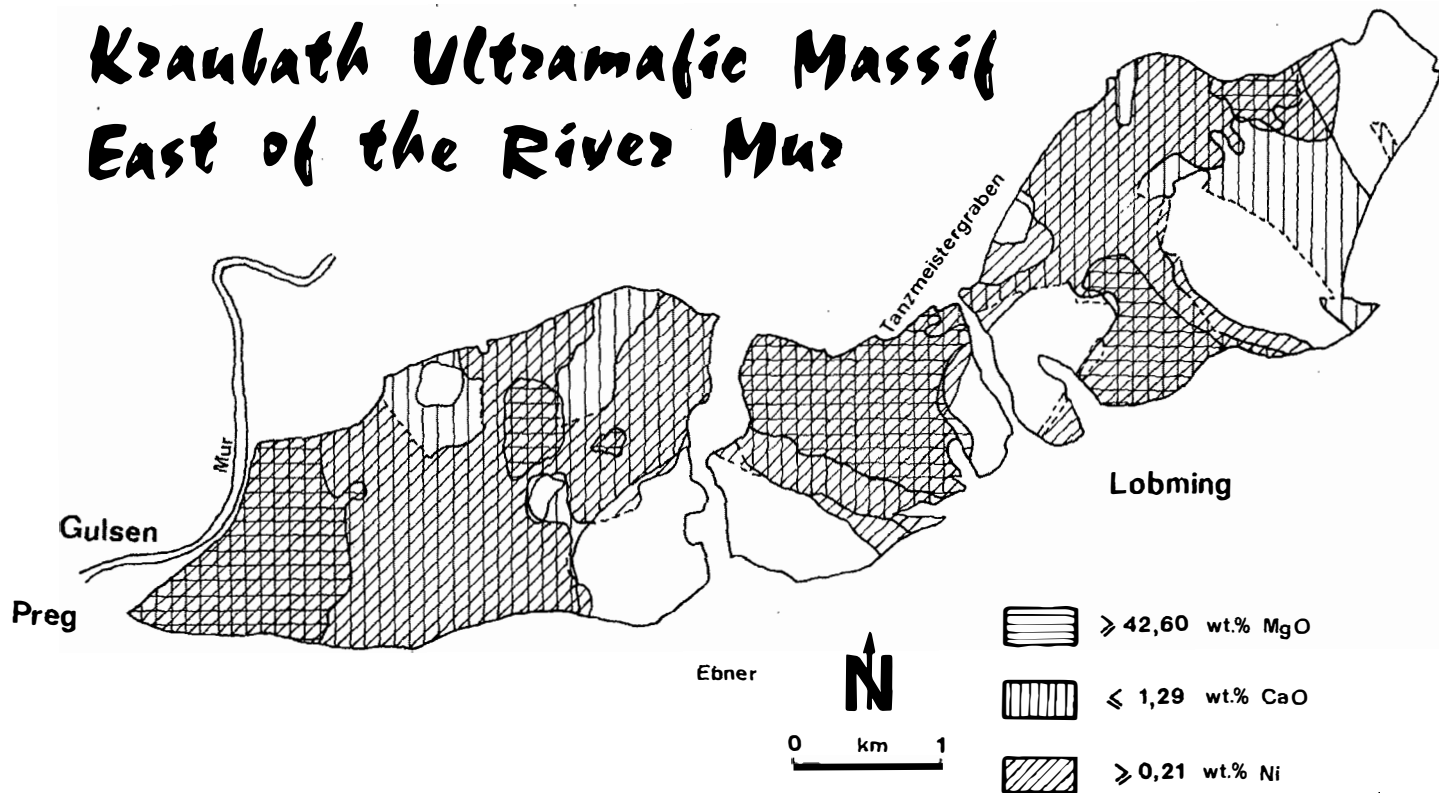 Kraubath Ultramafic Massif
East of the River Mur
Tanzmeistergraben
Mur
Gulsen
Preg
Lobming
Ebner
N
0 km 1
⩾ 42,60 wt.% MgO
⩽ 1,29 wt.% CaO
⩾ 0,21 wt.% Ni